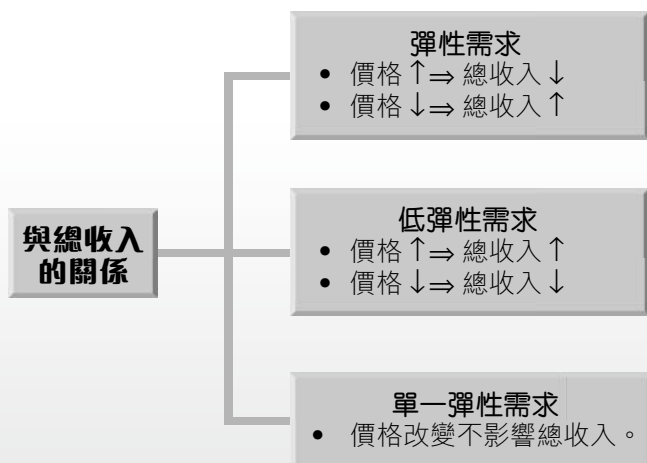 彈性需求
• 價格↑⇒ 總收入↓
• 價格↓⇒ 總收入↑
與總收入
的關係
低彈性需求
• 價格↑⇒ 總收入↑
• 價格↓⇒ 總收入↓
單一彈性需求
• 價格改變不影響總收入。